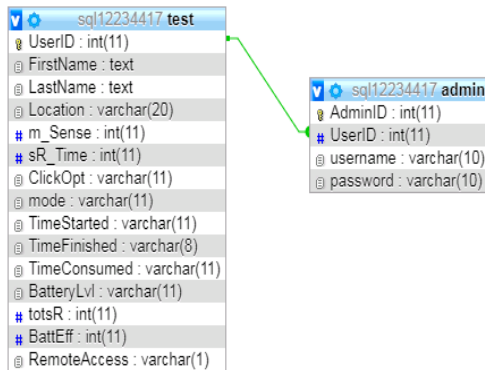 sql12234417 test
UserID : int(11)
FirstName : text
LastName : text
Location : varchar(20)
m_Sense : int(11)
sR_Time : int(11)
ClickOpt : varchar(11)
mode : varchar(11)
TimeStarted : varchar(11)
TimeFinished : varchar(8)
TimeConsumed : varchar(11)
BatteryLvl : varchar(11)
totsR : int(11)
BattEff : int(11)
RemoteAccess : varchar(1)
sql12234417 admin
AdminID : int(11)
UserID : int(11)
username : varchar(10)
password : varchar(10)